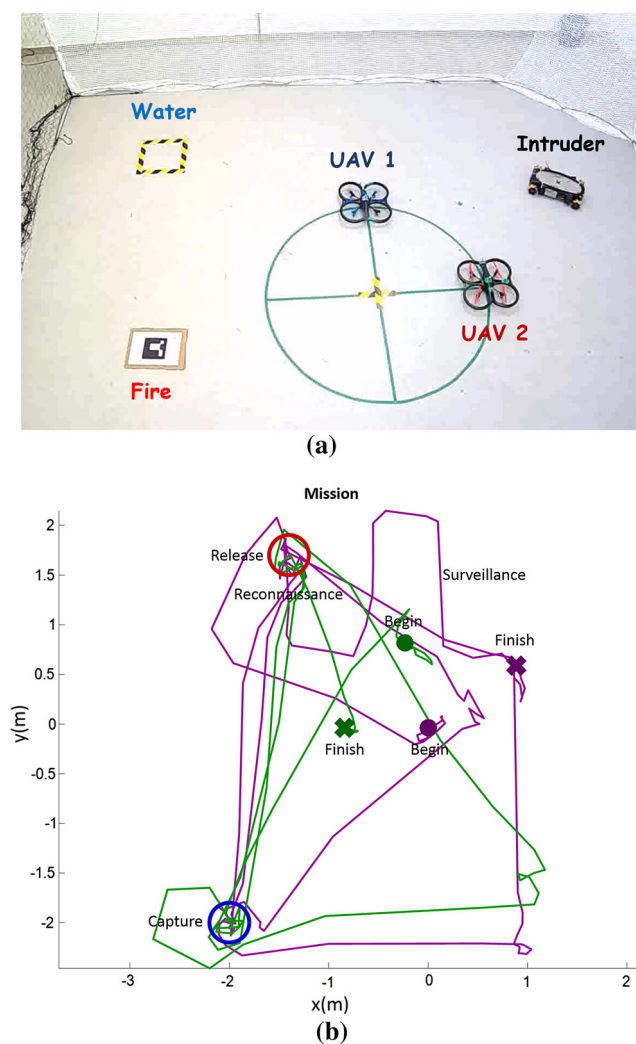 Water
Intruder
UAV 1
UAV 2
Fire
(a)
Mission
2
Release
1.5
Surveillance
Reconnaissance
1
Begin
Finish
0.5
y(m)
0
Finish
Begin
-0.5
-1
-1.5
Capture
-2
-3
-2
-1
0
1
2
x(m)
(b)